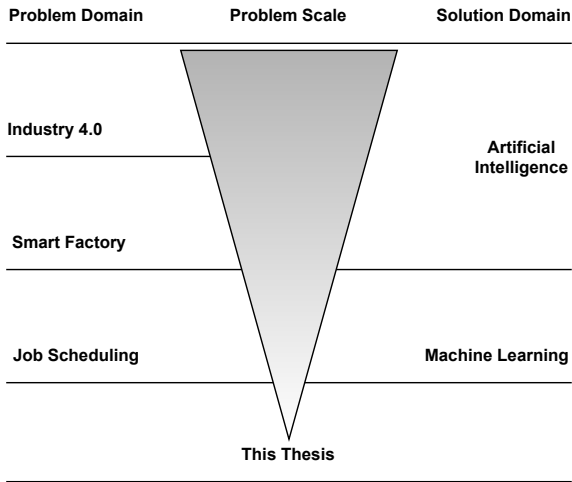 Problem Domain
Problem Scale
Solution Domain
Industry 4.0
Artificial
Intelligence
Smart Factory
Job Scheduling
Machine Learning
This Thesis